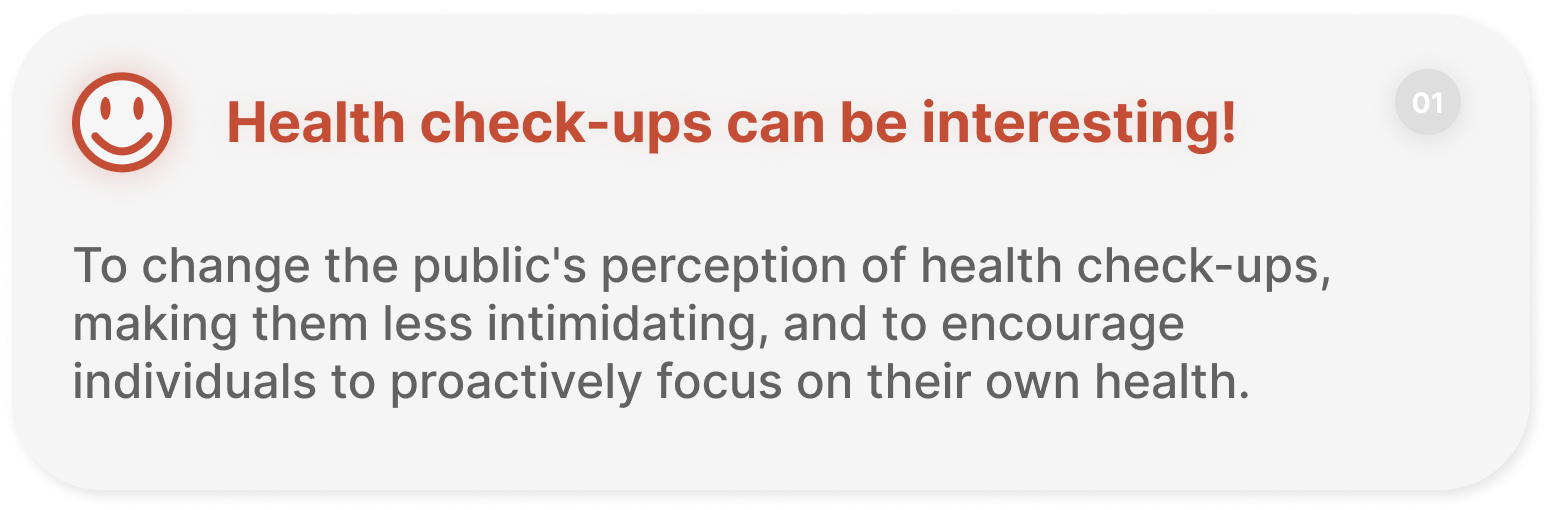 Health check-ups can be interesting!
01
To change the public's perception of health check-ups,
making them less intimidating, and to encourage
individuals to proactively focus on their own health.